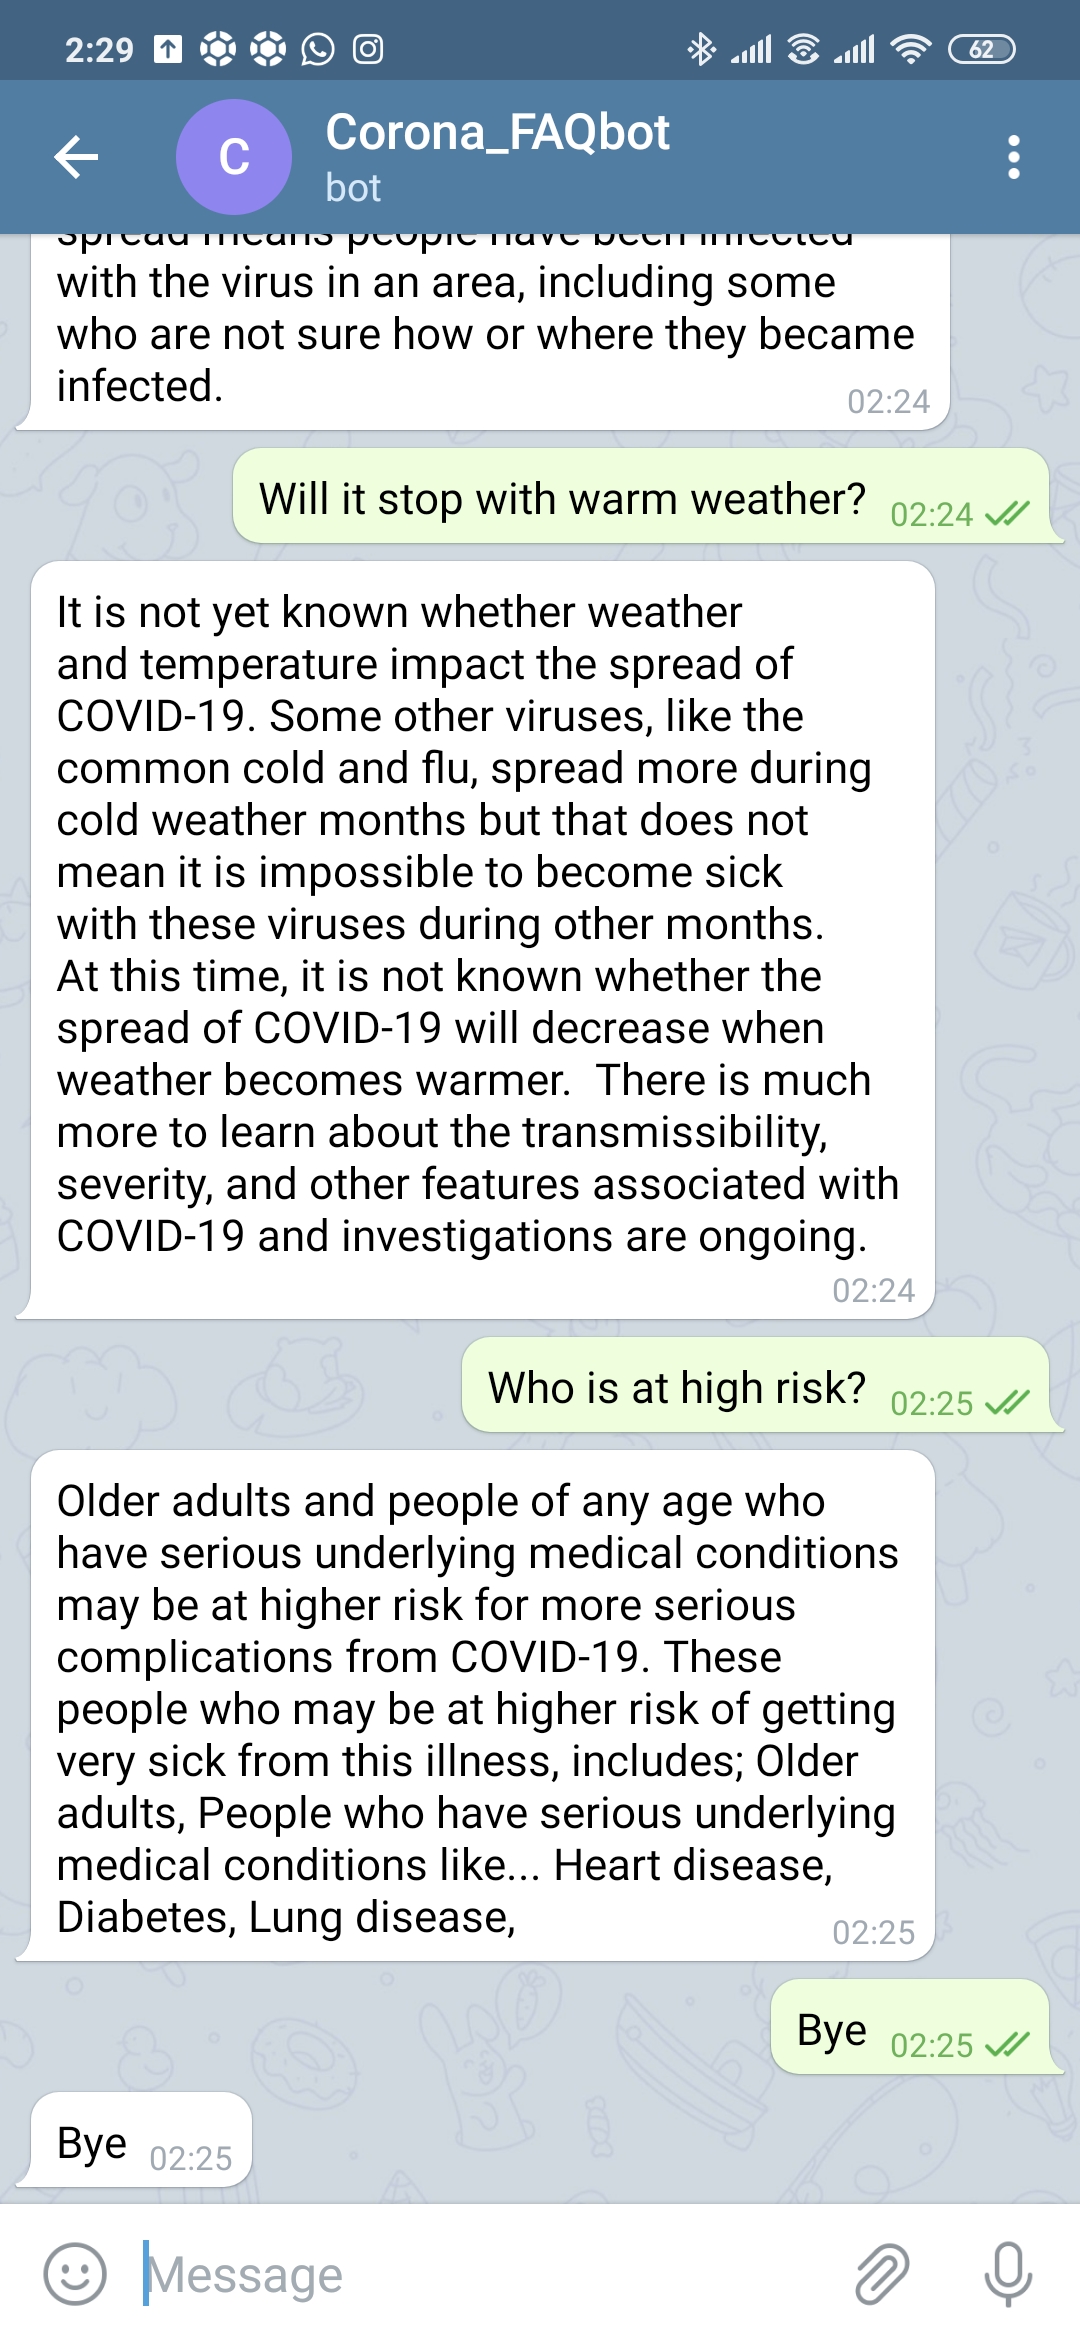 2:29
62
C
Corona_FAQbot
bot
spread means people have been infected
with the virus in an area, including some
who are not sure how or where they became
infected.
02:24
Will it stop with warm weather? 02:24
It is not yet known whether weather
and temperature impact the spread of
COVID-19. Some other viruses, like the
common cold and flu, spread more during
cold weather months but that does not
mean it is impossible to become sick
with these viruses during other months.
At this time, it is not known whether the
spread of COVID-19 will decrease when
weather becomes warmer.  There is much
more to learn about the transmissibility,
severity, and other features associated with
COVID-19 and investigations are ongoing.
02:24
Who is at high risk? 02:25
Older adults and people of any age who
have serious underlying medical conditions
may be at higher risk for more serious
complications from COVID-19. These
people who may be at higher risk of getting
very sick from this illness, includes; Older
adults, People who have serious underlying
medical conditions like... Heart disease,
Diabetes, Lung disease,
02:25
Bye 02:25
Bye 02:25
Message